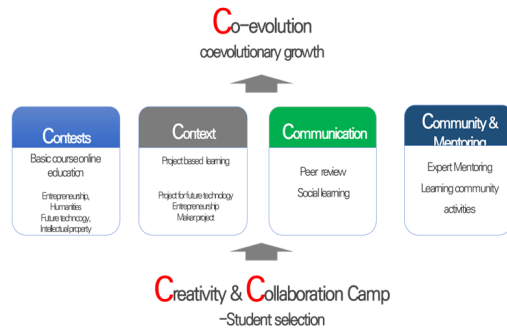 Co-evolution
coevolutionary growth
Contests
Basic course online
education
Entrepreneurship,
Humanities
Future techncogy,
Intellectual property
Context
Project based learning
Project for future technology
Entrepreneurship
Maker project
Communication
Peer review
Social learning
Community &
Mentoring
Expert Mentoring
Learning community
activities
Creativity & Collaboration Camp
-Student selection